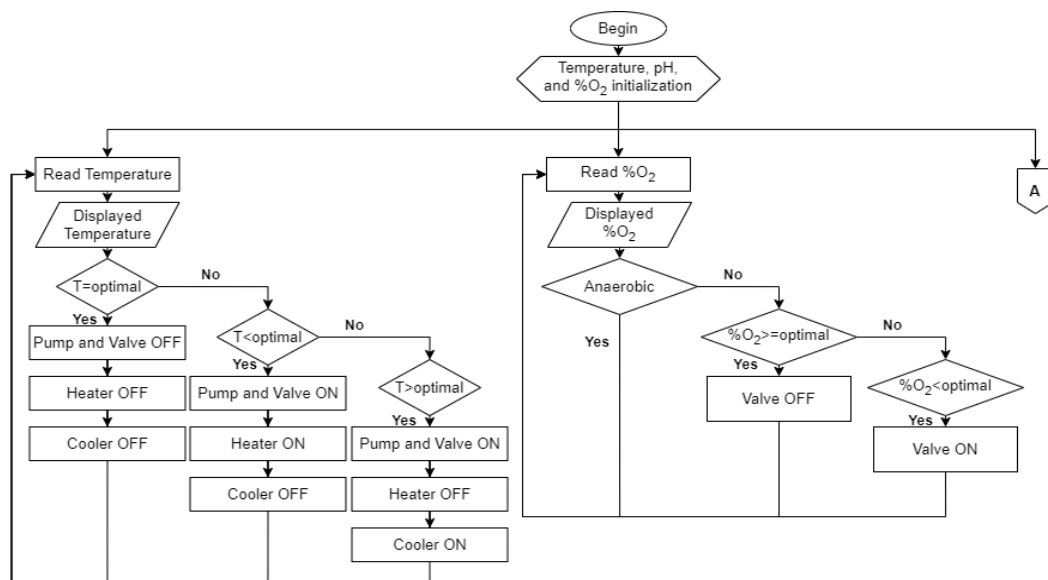 Begin
Temperature, pH,
and %O₂ initialization
Read Temperature
Displayed
Temperature
T=optimal
No
Yes
Pump and Valve OFF
Heater OFF
Cooler OFF
T<optimal
No
Yes
Pump and Valve ON
Heater ON
Cooler OFF
T>optimal
Yes
Pump and Valve ON
Heater OFF
Cooler ON
Read %O₂
Displayed
%O₂
Anaerobic
No
Yes
%O₂>=optimal
No
Yes
Valve OFF
%O₂<optimal
Yes
Valve ON
A